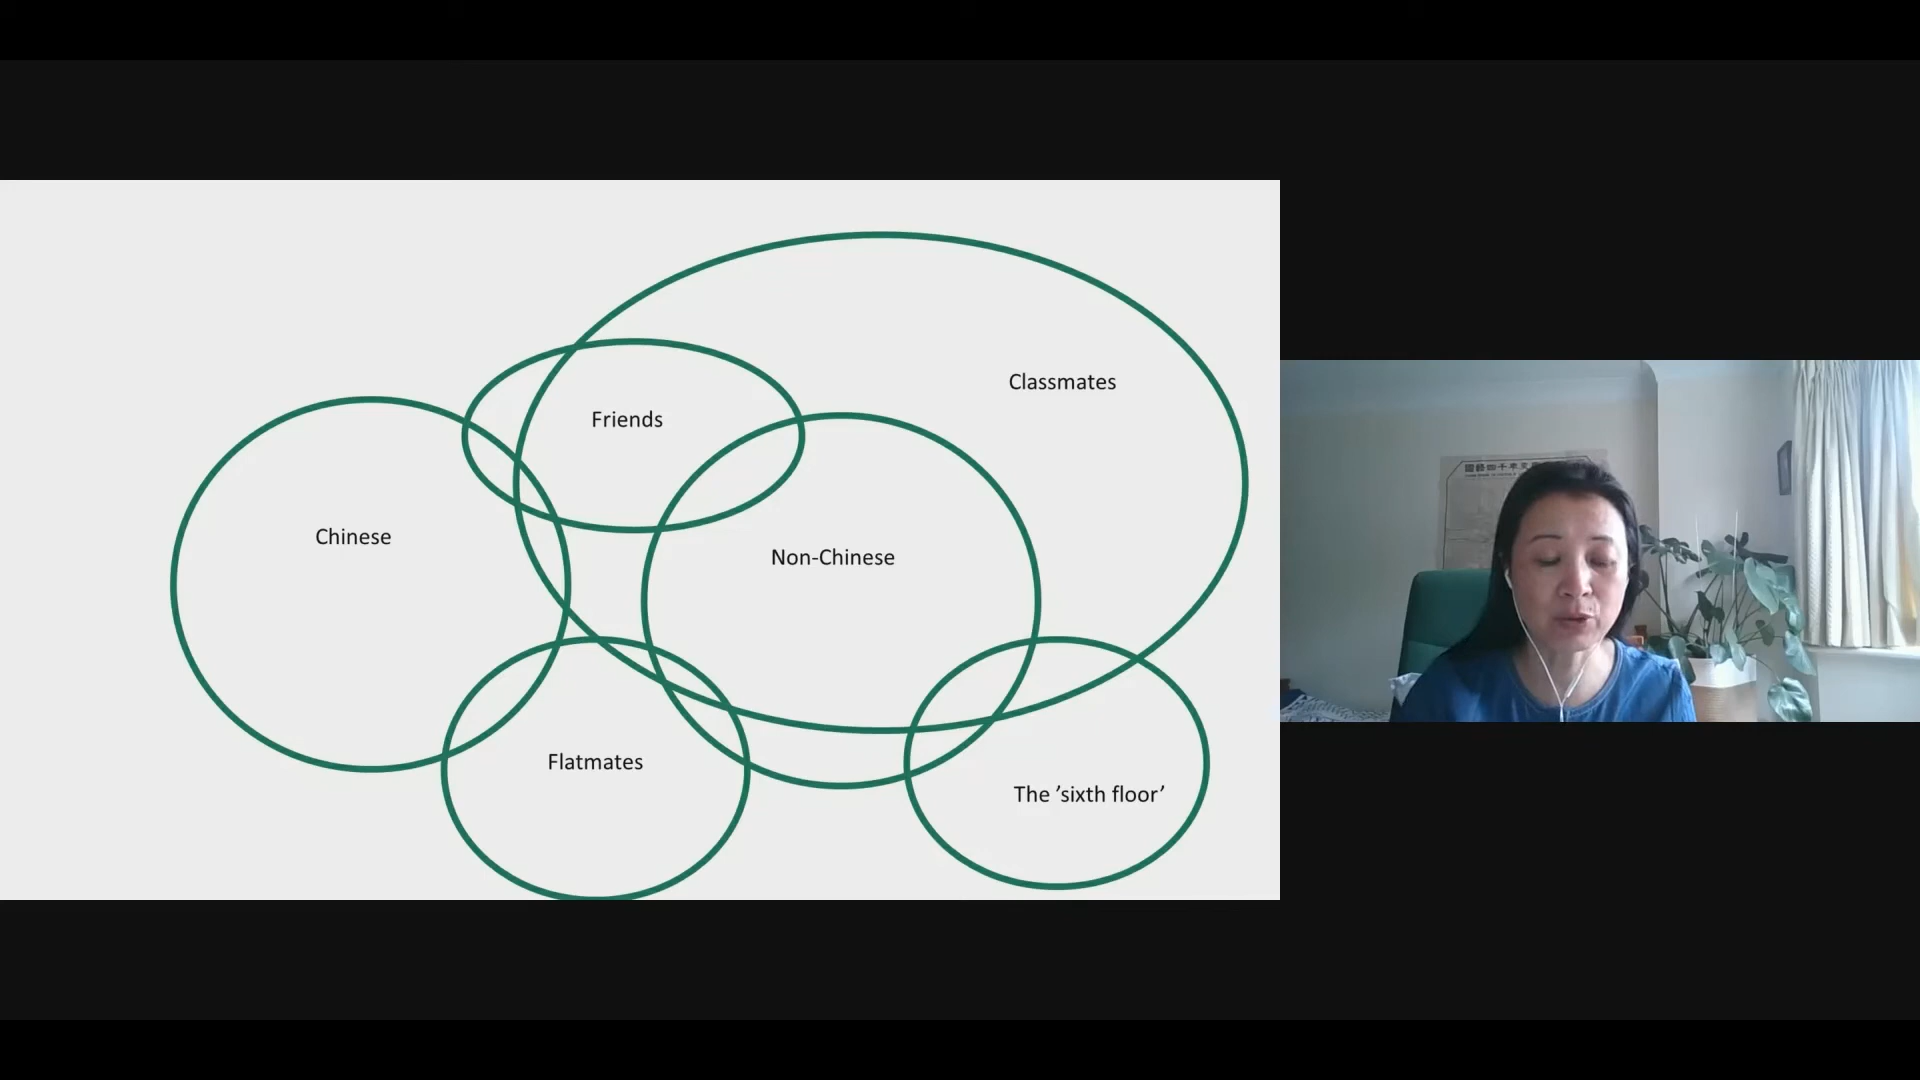 Classmates
Friends
Chinese
Non-Chinese
Flatmates
The ’sixth floor’